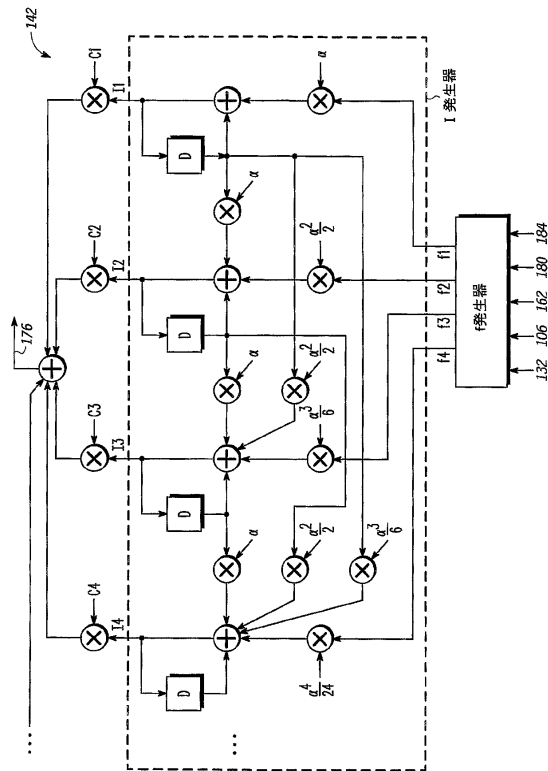 142
176
C4
C3
C2
C1
I4
I3
I2
I1
D
D
D
D
α
α
α
α³/6
α²/2
α²/2
α⁴/24
α³/6
α²/2
α
I 発生器
f4
f3
f2
f1
f発生器
132
106
162
180
184
...
...